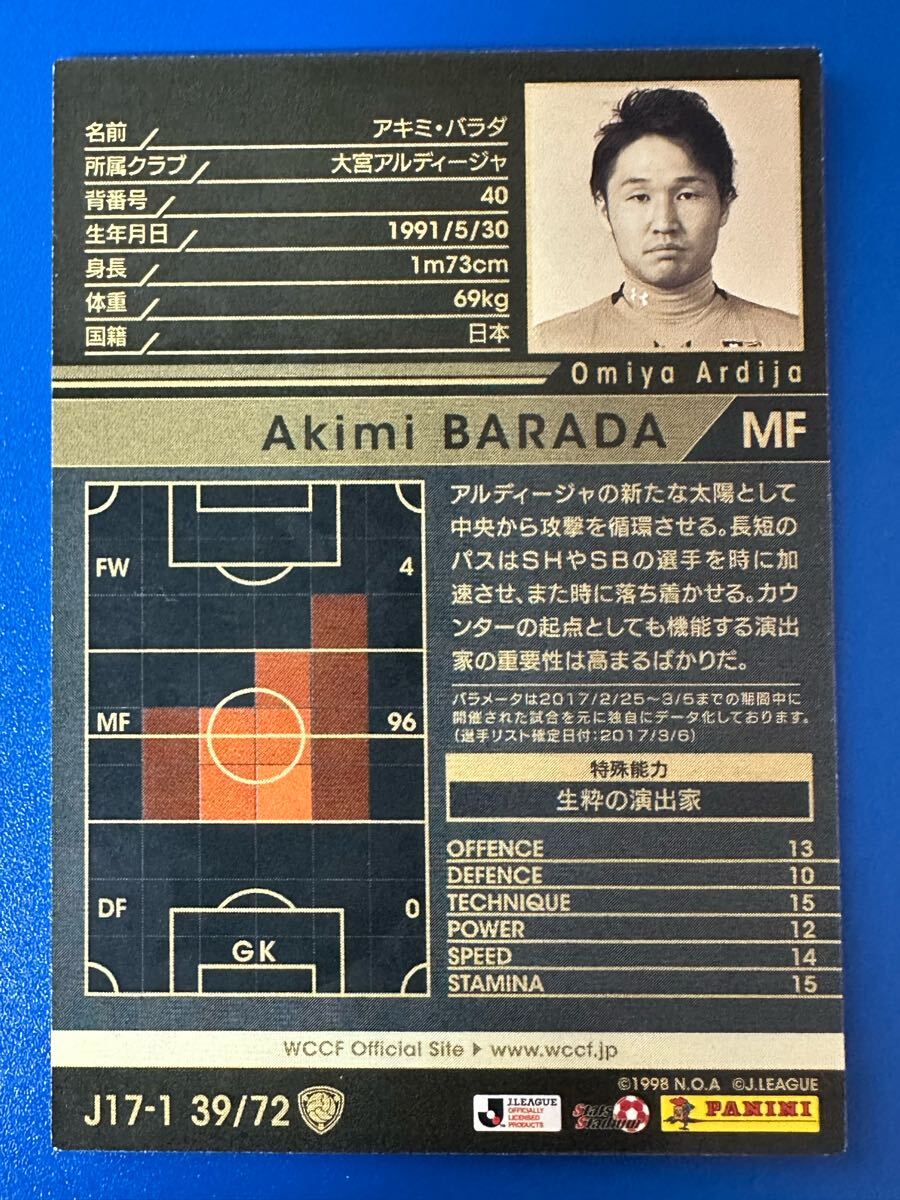 名前 アキミ・バラダ
所属クラブ 大宮アルディージャ
背番号 40
生年月日 1991/5/30
身長 1m73cm
体重 69kg
国籍 日本
Omiya Ardija
Akimi BARADA MF
FW 4
MF 96
DF 0
GK
アルディージャの新たな太陽として
中央から攻撃を循環させる。長短の
パスはSHやSBの選手を時に加
速させ、また時に落ち着かせる。カウ
ンターの起点としても機能する演出
家の重要性は高まるばかりだ。
パラメータは2017/2/25~3/5までの期間中に
開催された試合を元に独自にデータ化しております。
(選手リスト確定日付:2017/3/6)
特殊能力
生粋の演出家
OFFENCE 13
DEFENCE 10
TECHNIQUE 15
POWER 12
SPEED 14
STAMINA 15
WCCF Official Site ▶ www.wccf.jp
©1998 N.O.A ©J.LEAGUE
J17-1 39/72
J.LEAGUE
OFFICIALLY
LICENSED
PRODUCTS
Stars Stadium
PANINI